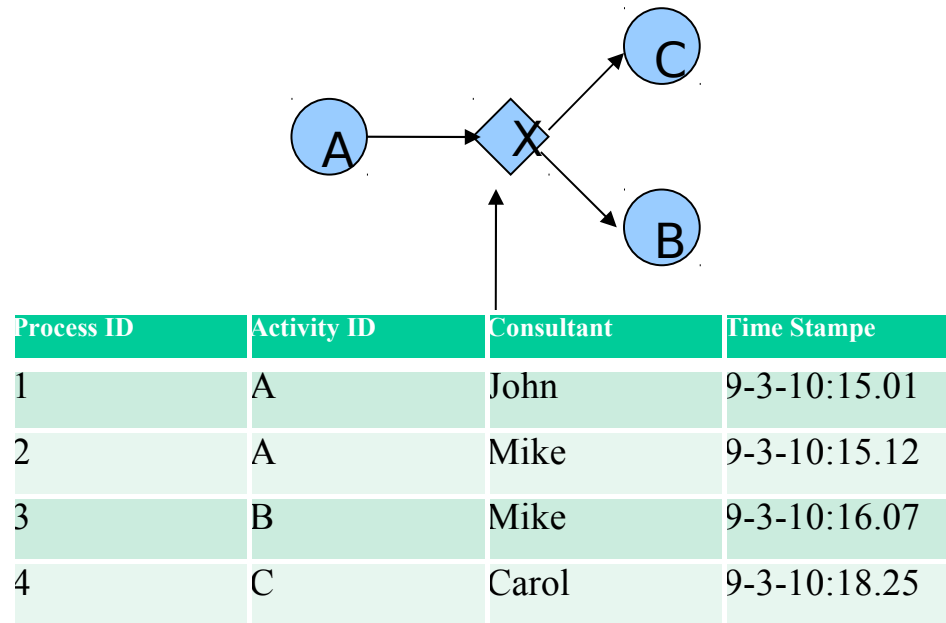 C
A
X
B
Process ID Activity ID Consultant Time Stampe
1 A John 9-3-10:15.01
2 A Mike 9-3-10:15.12
3 B Mike 9-3-10:16.07
4 C Carol 9-3-10:18.25